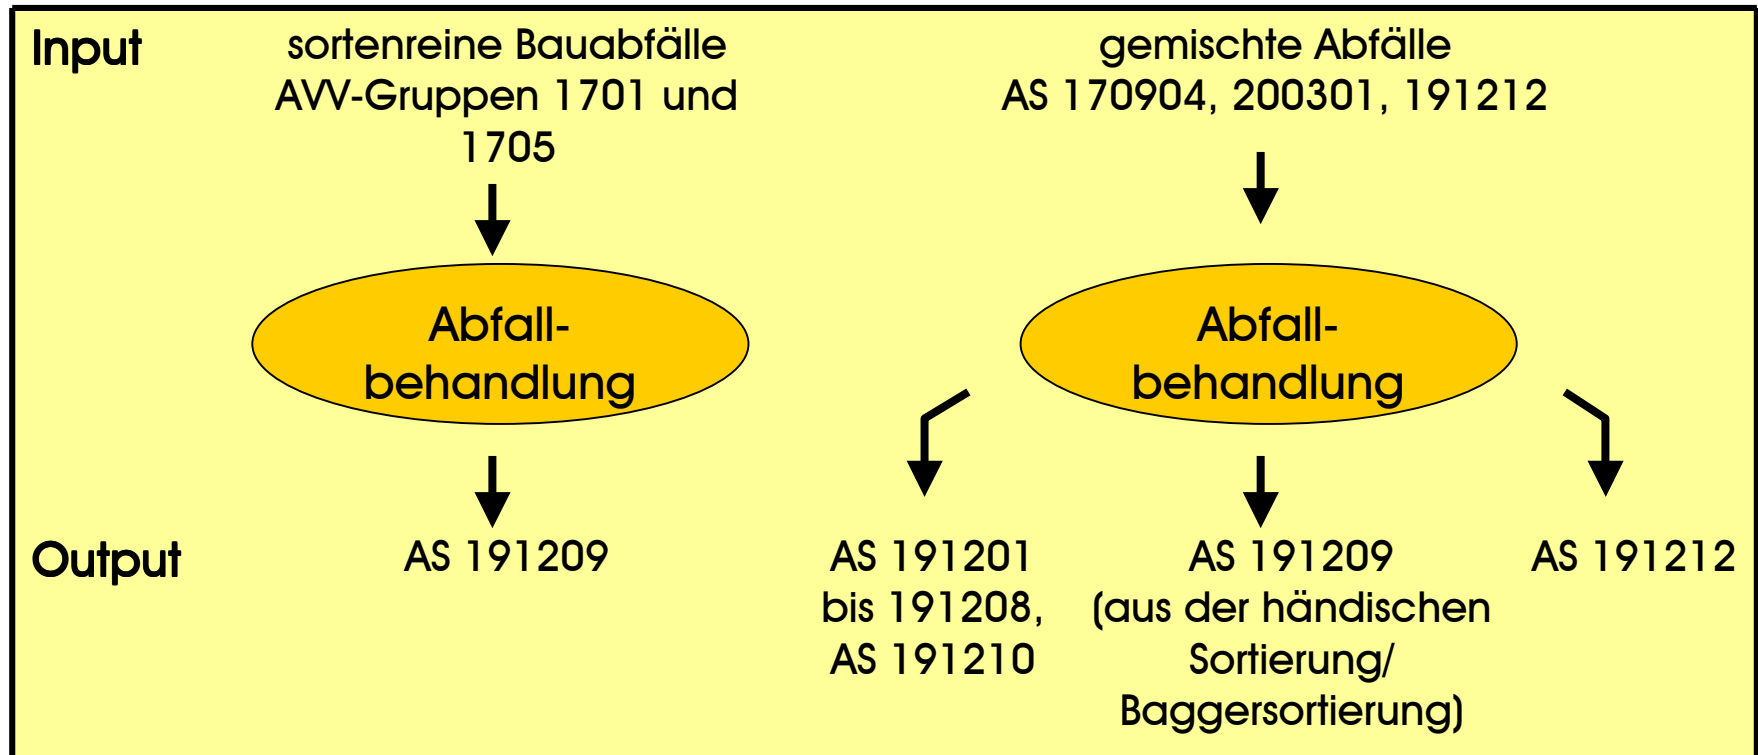 Input
sortenreine Bauabfälle
AVV-Gruppen 1701 und
1705
gemischte Abfälle
AS 170904, 200301, 191212
Abfall-
behandlung
Abfall-
behandlung
Output
AS 191209
AS 191201
bis 191208,
AS 191210
AS 191209
(aus der händischen
Sortierung/
Baggersortierung)
AS 191212